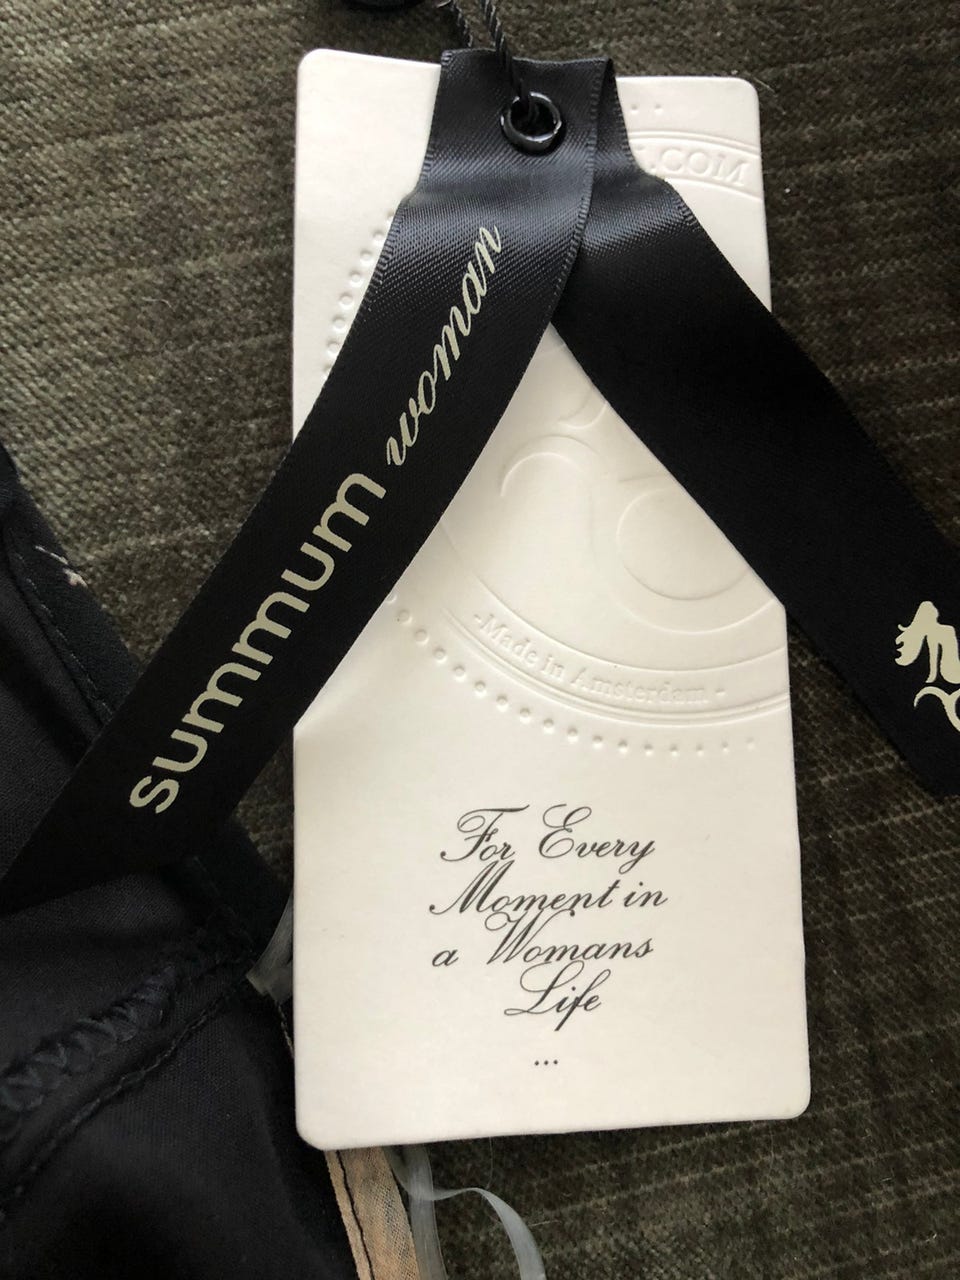 .COM
summum woman
-Made in Amsterdam-
For Every
Moment in
a Womans
Life
...